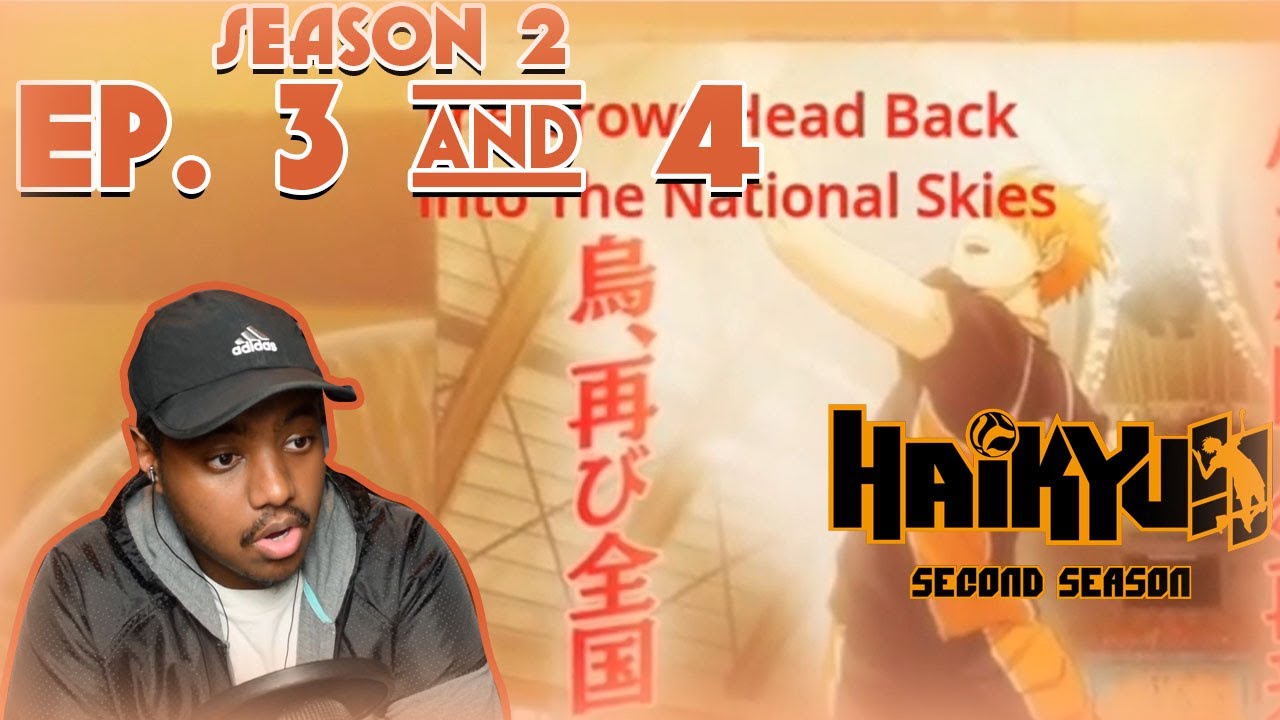 SEASON 2
EP. 3 AND 4
Head Back
Into The National Skies
烏、再び全国
adidas
HAIKYU!!
SECOND SEASON